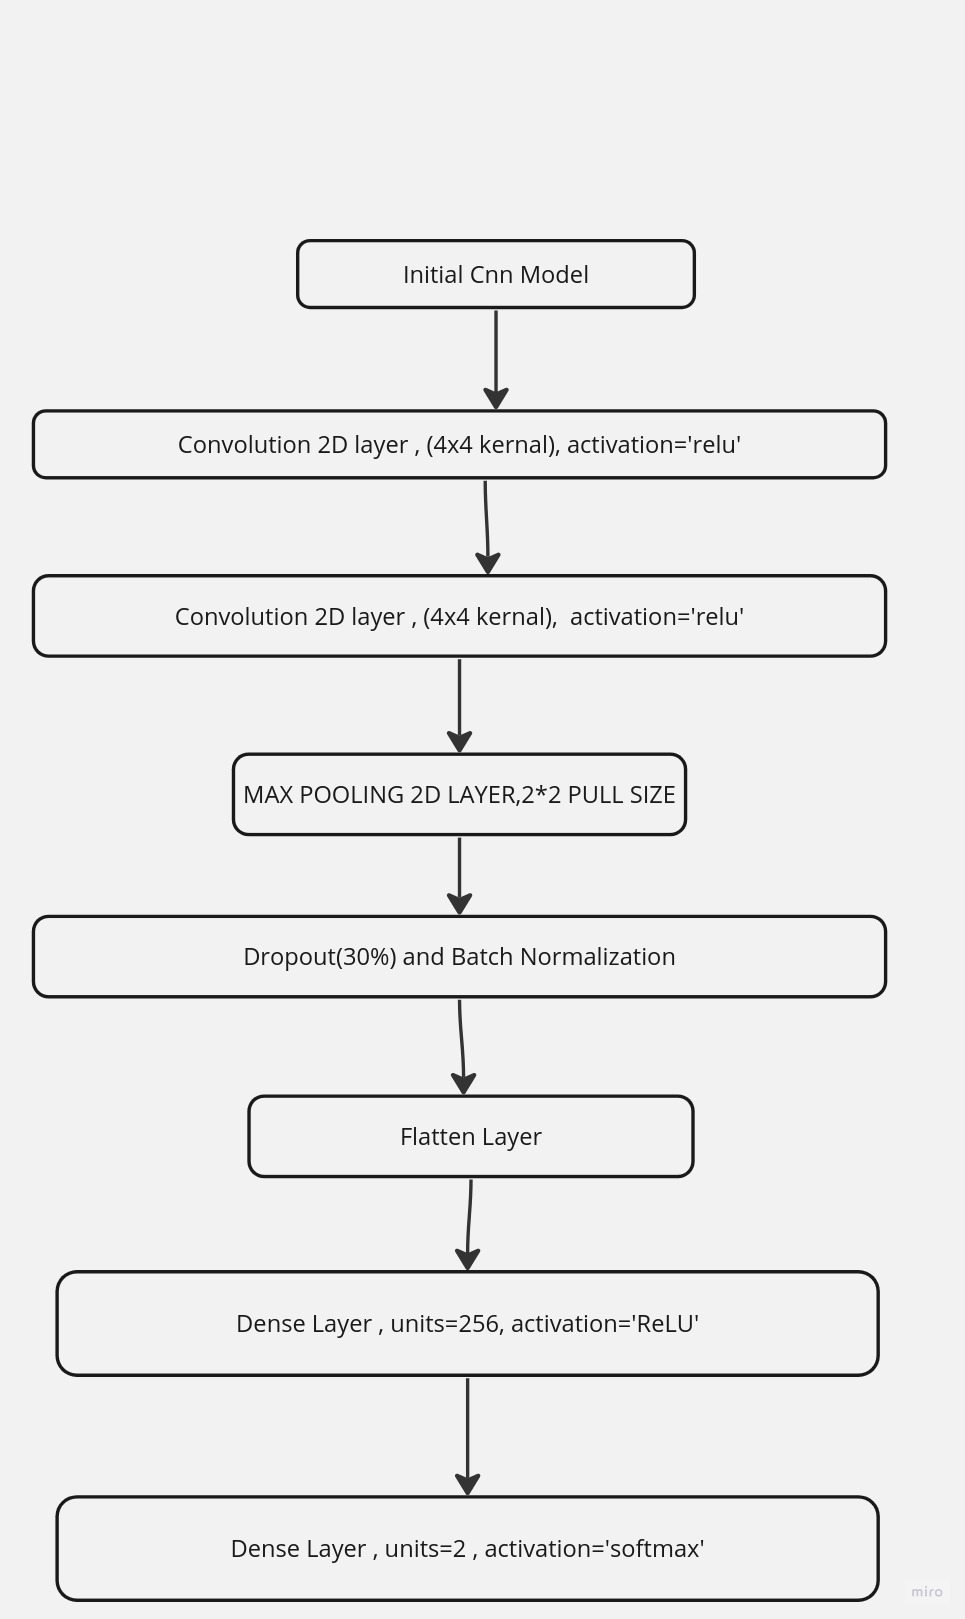 Initial Cnn Model
Convolution 2D layer , (4x4 kernal), activation='relu'
Convolution 2D layer , (4x4 kernal),  activation='relu'
MAX POOLING 2D LAYER,2*2 PULL SIZE
Dropout(30%) and Batch Normalization
Flatten Layer
Dense Layer , units=256, activation='ReLU'
Dense Layer , units=2 , activation='softmax'
miro